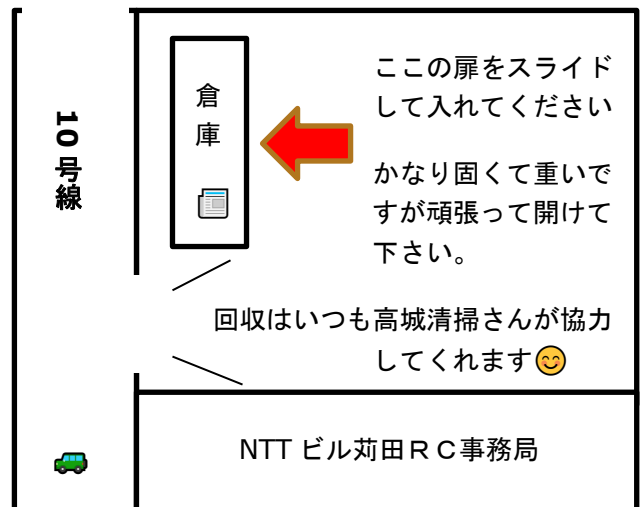 10号線
倉庫
ここの扉をスライド
して入れてください
かなり固くて重いで
すが頑張って開けて
下さい。
回収はいつも高城清掃さんが協力
してくれます😊
NTTビル苅田ＲＣ事務局